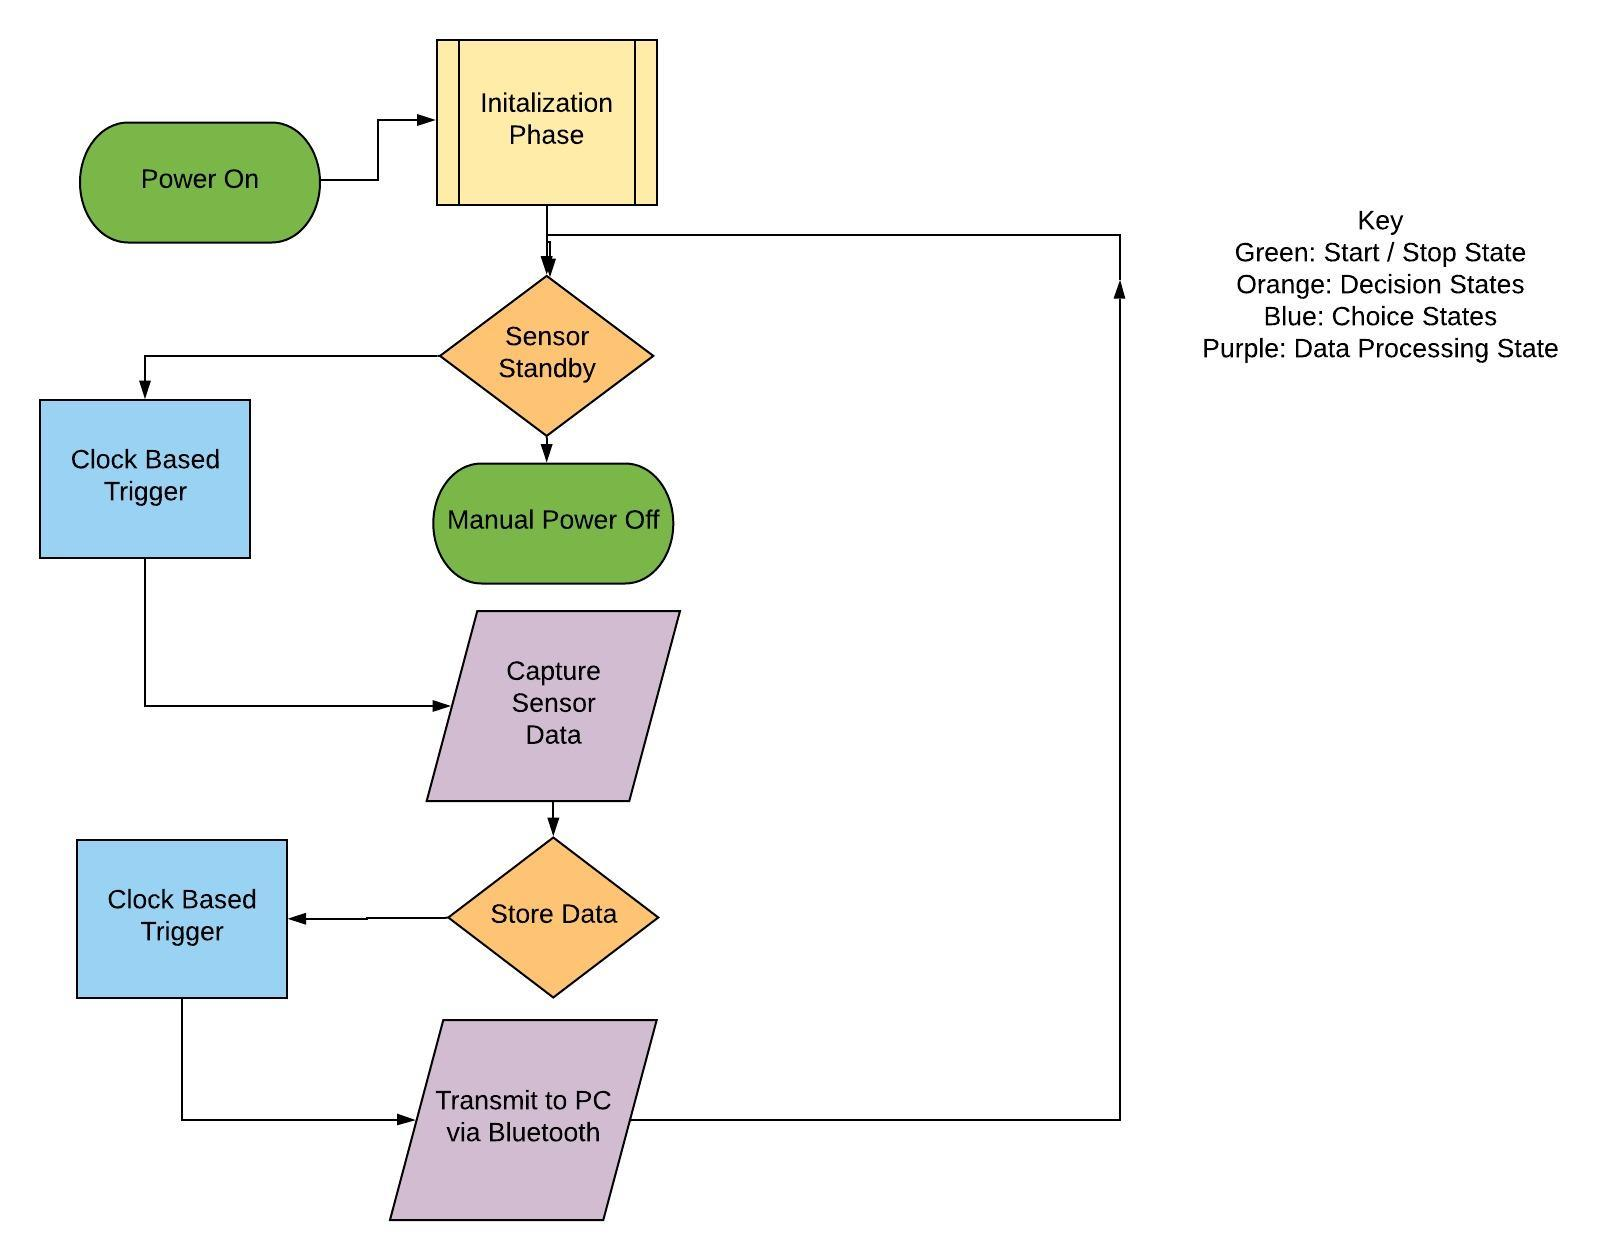 Initalization
Phase
Power On
Key
Green: Start / Stop State
Orange: Decision States
Blue: Choice States
Purple: Data Processing State
Sensor
Standby
Clock Based
Trigger
Manual Power Off
Capture
Sensor
Data
Clock Based
Trigger
Store Data
Transmit to PC
via Bluetooth